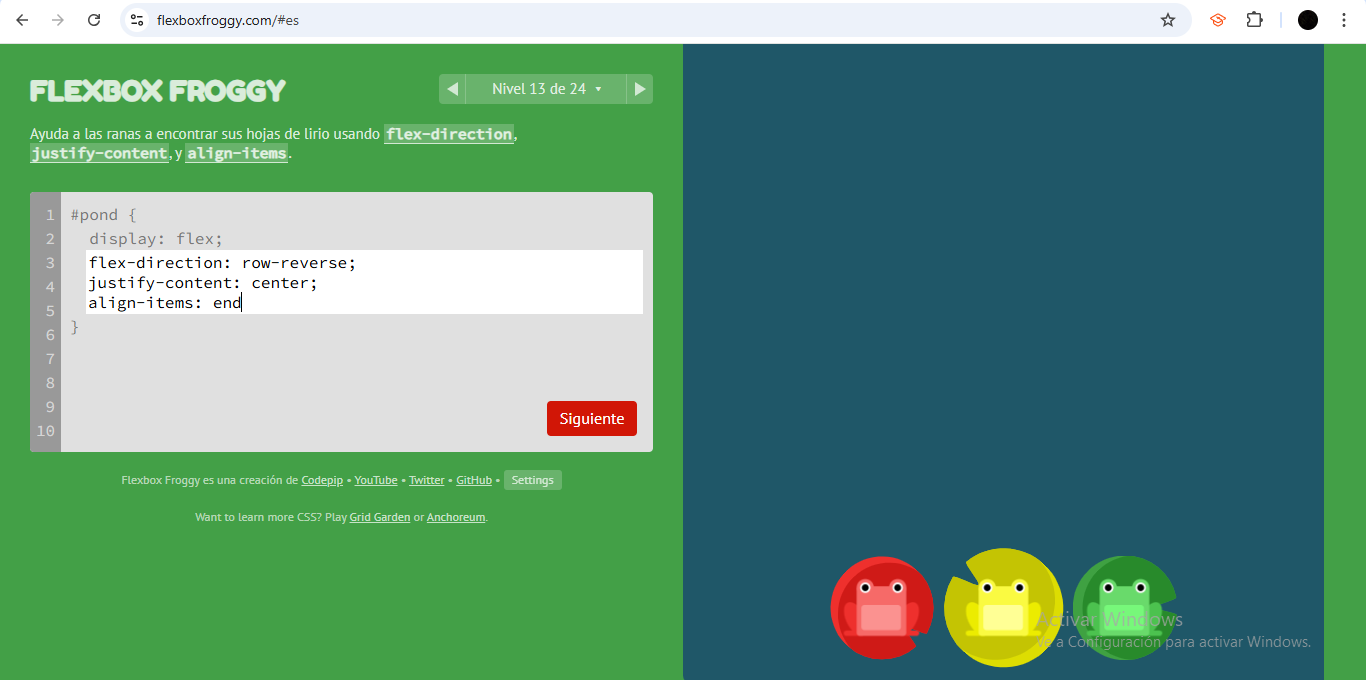 flexboxfroggy.com/#es
FLEXBOX FROGGY
Nivel 13 de 24
Ayuda a las ranas a encontrar sus hojas de lirio usando flex-direction,
justify-content, y align-items.
1 #pond {
2 display: flex;
3 flex-direction: row-reverse;
4 justify-content: center;
5 align-items: end
6 }
7
8
9
10
Siguiente
Flexbox Froggy es una creación de Codepip • YouTube • Twitter • GitHub • Settings
Want to learn more CSS? Play Grid Garden or Anchoreum.
Activar Windows
Ve a Configuración para activar Windows.